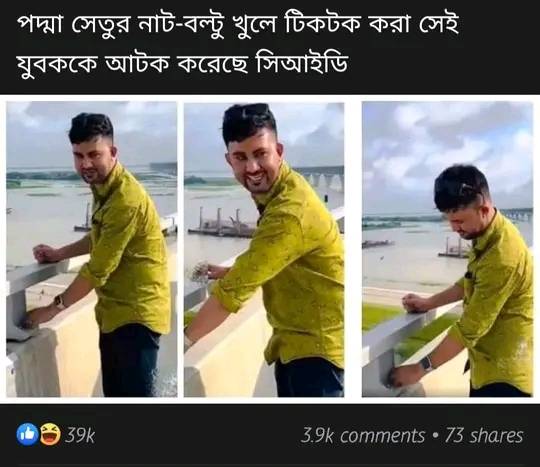 পদ্মা সেতুর নাট-বল্টু খুলে টিকটক করা সেই
যুবককে আটক করেছে সিআইডি
39k
3.9k comments • 73 shares